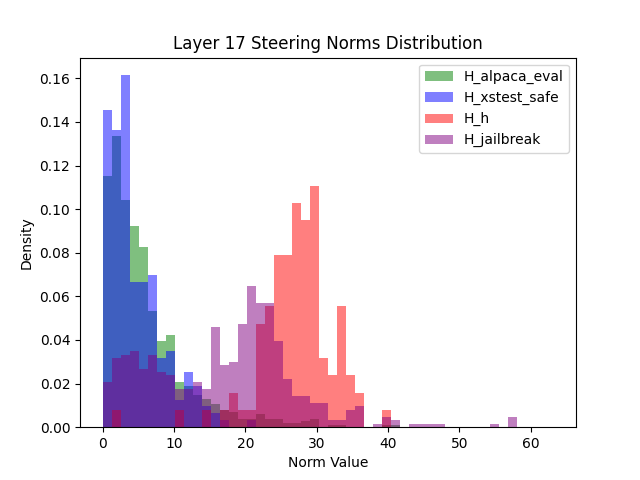 Layer 17 Steering Norms Distribution
H_alpaca_eval
H_xstest_safe
H_h
H_jailbreak
Density
0.16
0.14
0.12
0.10
0.08
0.06
0.04
0.02
0.00
0 10 20 30 40 50 60
Norm Value